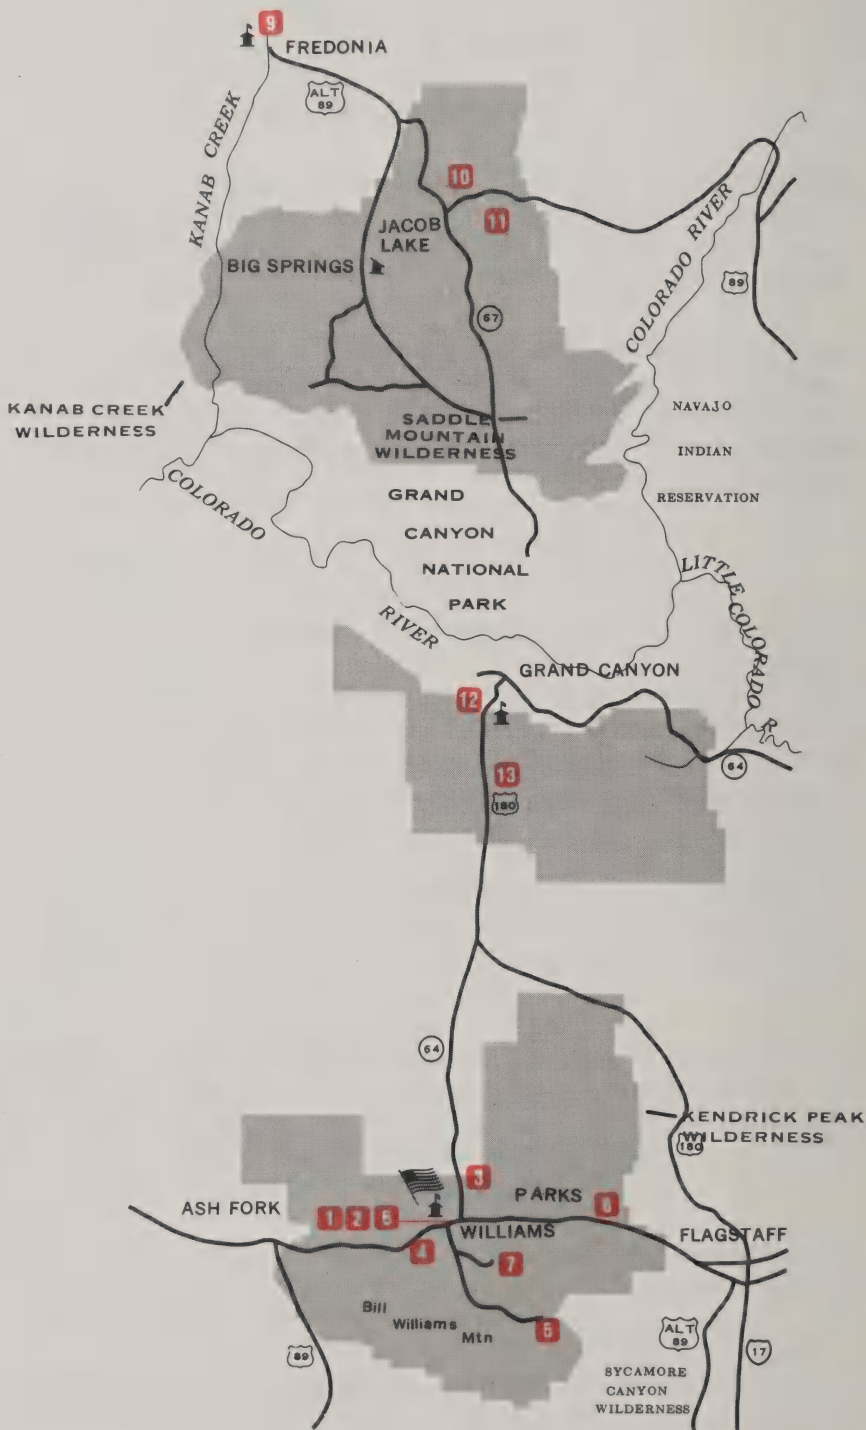 9
FREDONIA
ALT
89
KANAB CREEK
10
11
JACOB
LAKE
BIG SPRINGS
COLORADO RIVER
89
67
KANAB CREEK
WILDERNESS
SADDLE
MOUNTAIN
WILDERNESS
NAVAJO
INDIAN
RESERVATION
COLORADO
RIVER
GRAND
CANYON
NATIONAL
PARK
LITTLE COLORADO R.
GRAND CANYON
12
13
180
64
64
KENDRICK PEAK
WILDERNESS
180
3
PARKS
ASH FORK
1 2
8
WILLIAMS
FLAGSTAFF
4
7
Bill
Williams
Mtn
89
ALT
89
17
SYCAMORE
CANYON
WILDERNESS